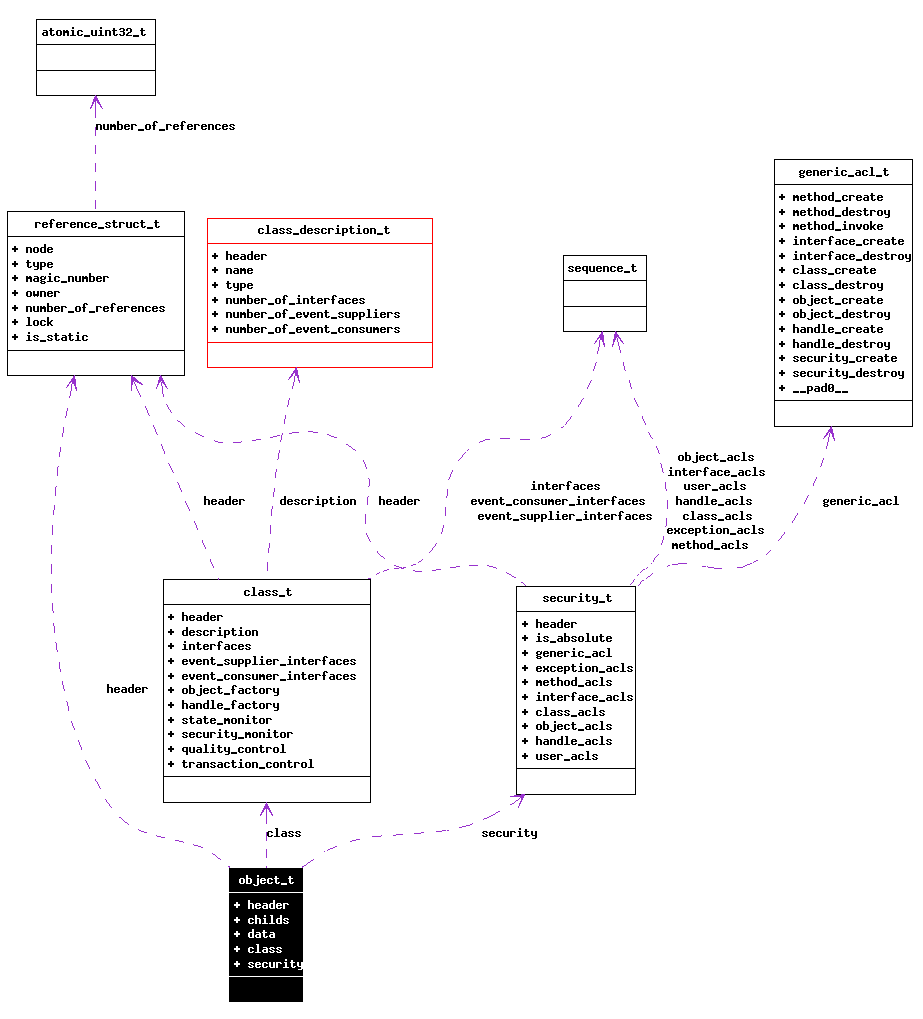 atomic_uint32_t
number_of_references
generic_acl_t
+ method_create
+ method_destroy
+ method_invoke
+ interface_create
+ interface_destroy
+ class_create
+ class_destroy
+ object_create
+ object_destroy
+ handle_create
+ handle_destroy
+ security_create
+ security_destroy
+ __pad0__
reference_struct_t
+ node
+ type
+ magic_number
+ owner
+ number_of_references
+ lock
+ is_static
class_description_t
+ header
+ name
+ type
+ number_of_interfaces
+ number_of_event_suppliers
+ number_of_event_consumers
sequence_t
header
description
header
interfaces
event_consumer_interfaces
event_supplier_interfaces
object_acls
interface_acls
user_acls
handle_acls
class_acls
exception_acls
method_acls
generic_acl
class_t
+ header
+ description
+ interfaces
+ event_supplier_interfaces
+ event_consumer_interfaces
+ object_factory
+ handle_factory
+ state_monitor
+ security_monitor
+ quality_control
+ transaction_control
security_t
+ header
+ is_absolute
+ generic_acl
+ exception_acls
+ method_acls
+ interface_acls
+ class_acls
+ object_acls
+ handle_acls
+ user_acls
header
class
security
object_t
+ header
+ childs
+ data
+ class
+ security